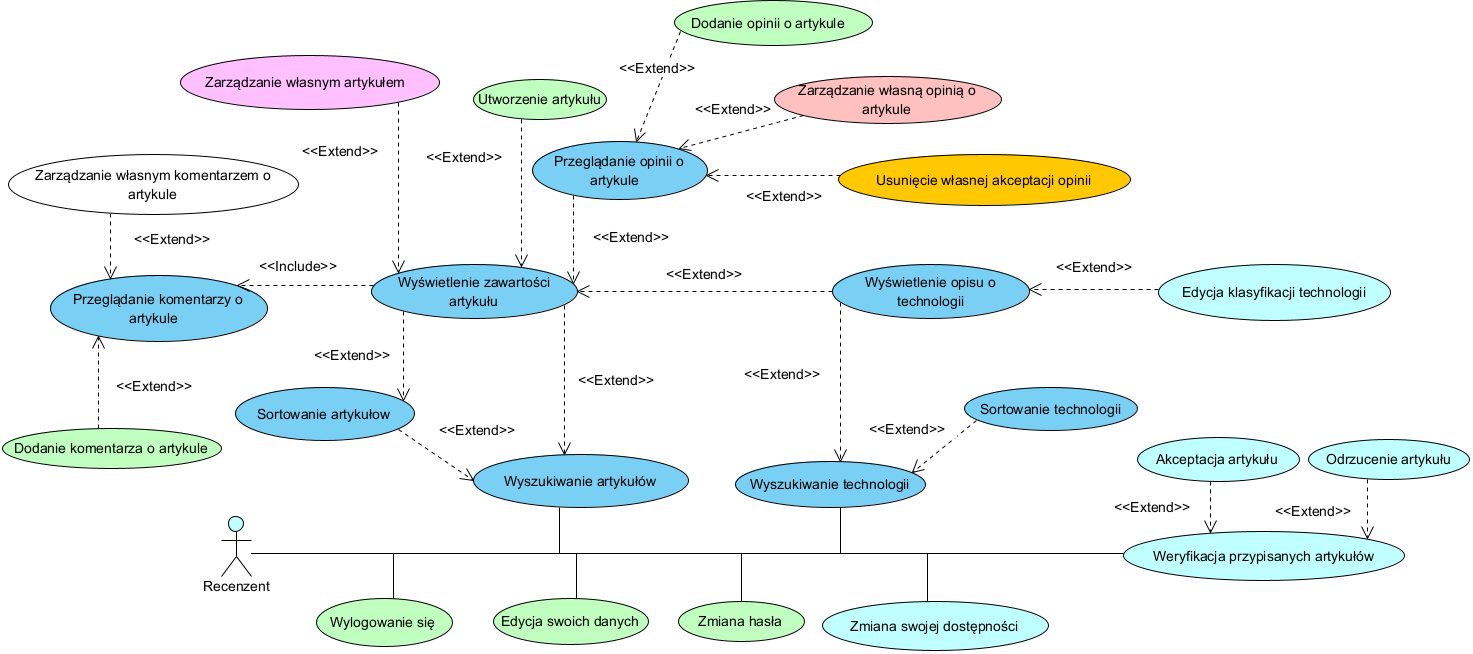 Dodanie opinii o artykule
<<Extend>>
Zarządzanie własnym artykułem
Utworzenie artykułu
Zarządzanie własną opinią o
artykule
<<Extend>>
<<Extend>>
<<Extend>>
Przeglądanie opinii o
artykule
Zarządzanie własnym komentarzem o
artykule
Usunięcie własnej akceptacji opinii
<<Extend>>
<<Extend>>
<<Extend>>
<<Include>>
<<Extend>>
<<Extend>>
Przeglądanie komentarzy o
artykule
Wyświetlenie zawartości
artykułu
Wyświetlenie opisu o
technologii
Edycja klasyfikacji technologii
<<Extend>>
<<Extend>>
<<Extend>>
<<Extend>>
Sortowanie artykułow
Sortowanie technologii
<<Extend>>
<<Extend>>
Dodanie komentarza o artykule
Akceptacja artykułu
Odrzucenie artykułu
Wyszukiwanie artykułów
Wyszukiwanie technologii
<<Extend>>
<<Extend>>
Weryfikacja przypisanych artykułów
Recenzent
Wylogowanie się
Edycja swoich danych
Zmiana hasła
Zmiana swojej dostępności